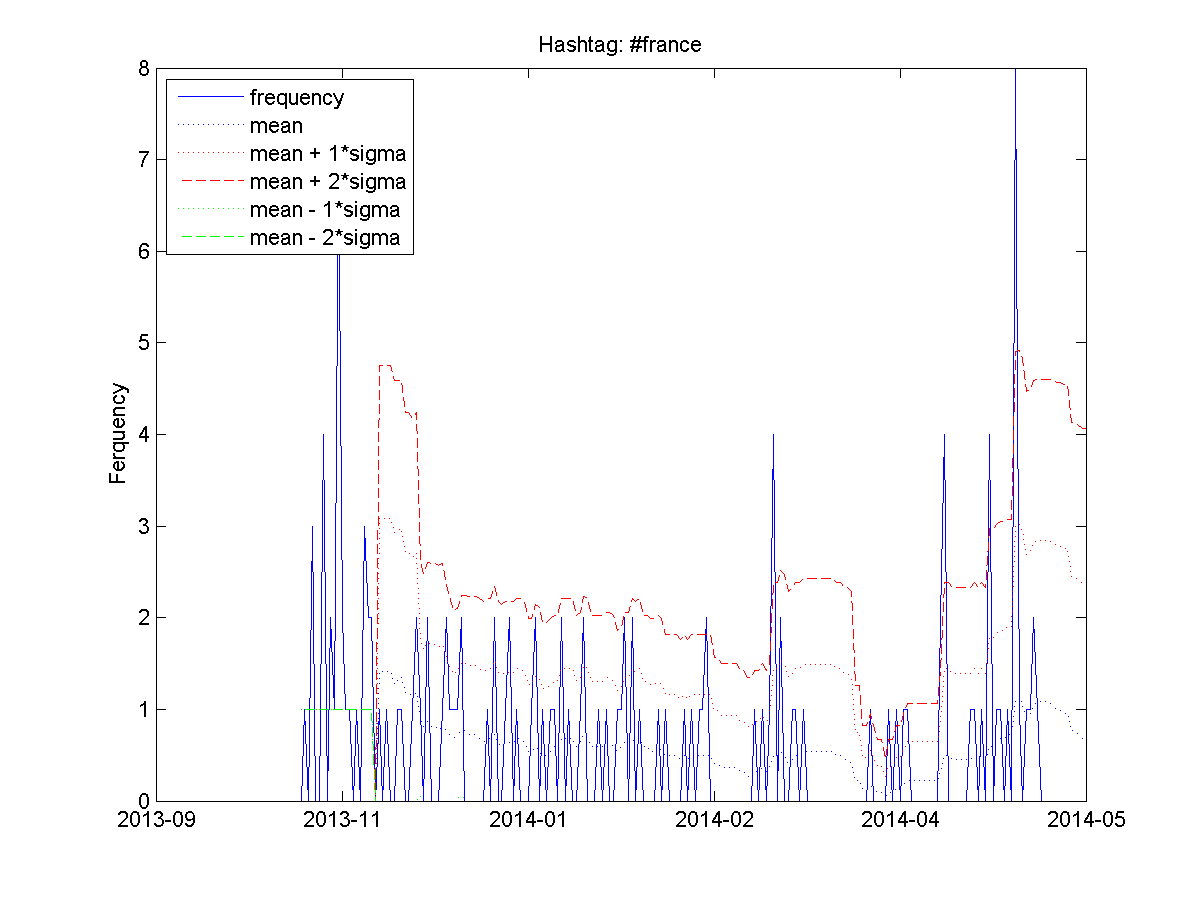 Hashtag: #france
8
7
6
5
4
3
2
1
0
Ferquency
frequency
mean
mean + 1*sigma
mean + 2*sigma
mean - 1*sigma
mean - 2*sigma
2013-09 2013-11 2014-01 2014-02 2014-04 2014-05